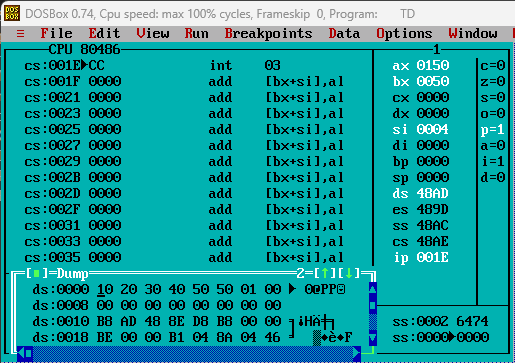 DOSBox 0.74, Cpu speed: max 100% cycles, Frameskip 0, Program: TD
≡ File Edit View Run Breakpoints Data Options Window
CPU 80486 1
cs:001E▶CC int 03 ax 0150 c=0
cs:001F 0000 add [bx+si],al bx 0050 z=0
cs:0021 0000 add [bx+si],al cx 0000 s=0
cs:0023 0000 add [bx+si],al dx 0000 o=0
cs:0025 0000 add [bx+si],al si 0004 p=1
cs:0027 0000 add [bx+si],al di 0000 a=0
cs:0029 0000 add [bx+si],al bp 0000 i=1
cs:002B 0000 add [bx+si],al sp 0000 d=0
cs:002D 0000 add [bx+si],al ds 48AD
cs:002F 0000 add [bx+si],al es 489D
cs:0031 0000 add [bx+si],al ss 48AC
cs:0033 0000 add [bx+si],al cs 48AE
cs:0035 0000 add [bx+si],al ip 001E
[■]=Dump 2=[↑][↓]
ds:0000 10 20 30 40 50 50 01 00 ► 0@PP☺
ds:0008 00 00 00 00 00 00 00 00
ds:0010 B8 AD 48 8E D8 B8 00 00 ╕¡HÄ╪╕ ss:0002 6474
ds:0018 BE 00 00 B1 04 8A 04 46 ╛ ▒♦è♦F ss:0000▶0000